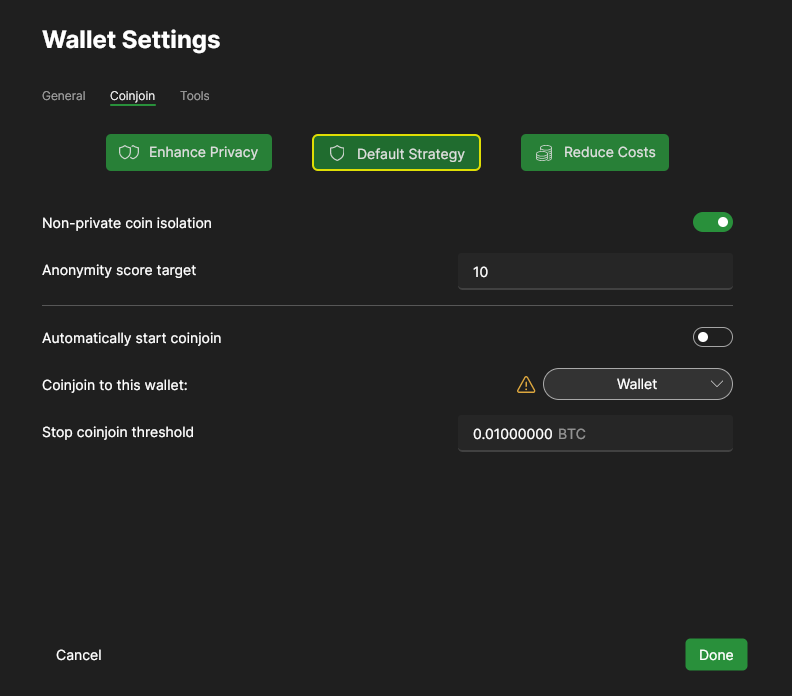 Wallet Settings
General Coinjoin Tools
Enhance Privacy Default Strategy Reduce Costs
Non-private coin isolation
Anonymity score target 10
Automatically start coinjoin
Coinjoin to this wallet: Wallet
Stop coinjoin threshold 0.01000000 BTC
Cancel Done